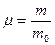 μ = m / m₀